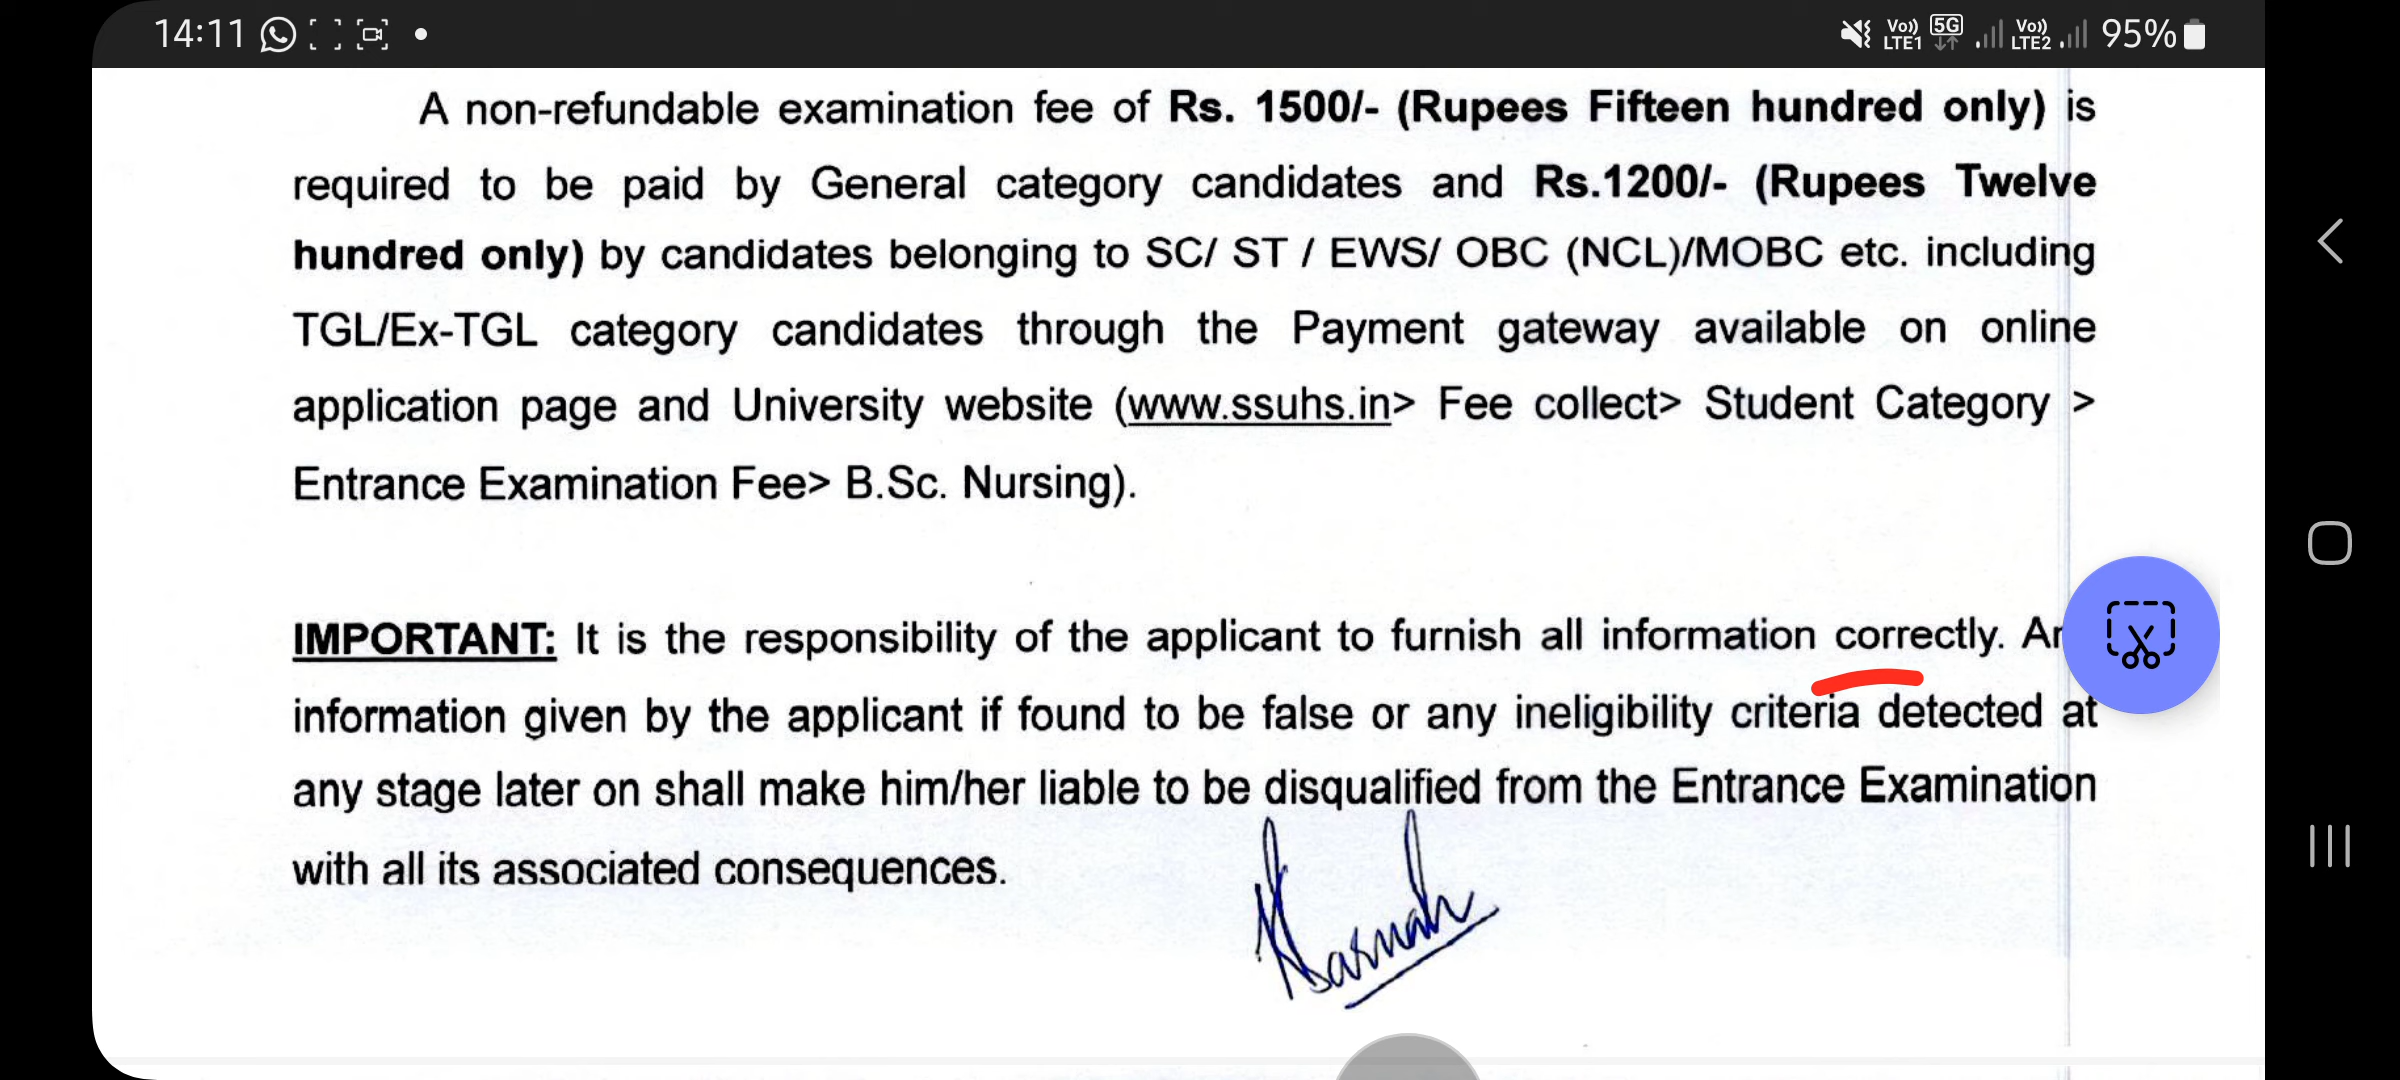 14:11
Vo)) LTE1 5G Vo)) LTE2 95%
A non-refundable examination fee of Rs. 1500/- (Rupees Fifteen hundred only) is
required to be paid by General category candidates and Rs.1200/- (Rupees Twelve
hundred only) by candidates belonging to SC/ ST / EWS/ OBC (NCL)/MOBC etc. including
TGL/Ex-TGL category candidates through the Payment gateway available on online
application page and University website (www.ssuhs.in> Fee collect> Student Category >
Entrance Examination Fee> B.Sc. Nursing).
IMPORTANT: It is the responsibility of the applicant to furnish all information correctly.
information given by the applicant if found to be false or any ineligibility criteria detected at
any stage later on shall make him/her liable to be disqualified from the Entrance Examination
with all its associated consequences.